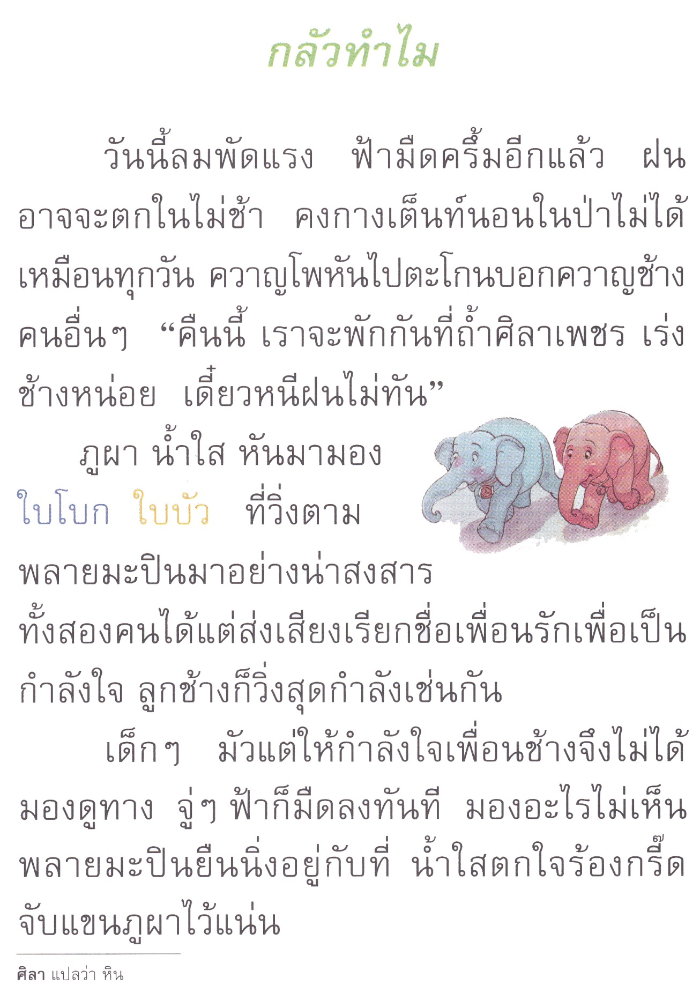 กลัวทำไม
วันนี้ลมพัดแรง ฟ้ามืดครึ้มอีกแล้ว ฝน
อาจจะตกในไม่ช้า คงกางเต็นท์นอนในป่าไม่ได้
เหมือนทุกวัน ควาญโพหันไปตะโกนบอกควาญช้าง
คนอื่นๆ “คืนนี้ เราจะพักกันที่ถ้ำศิลาเพชร เร่ง
ช้างหน่อย เดี๋ยวหนีฝนไม่ทัน”
ภูผา น้ำใส หันมามอง
ใบโบก ใบบัว ที่วิ่งตาม
พลายมะปินมาอย่างน่าสงสาร
ทั้งสองคนได้แต่ส่งเสียงเรียกชื่อเพื่อนรักเพื่อเป็น
กำลังใจ ลูกช้างก็วิ่งสุดกำลังเช่นกัน
เด็กๆ มัวแต่ให้กำลังใจเพื่อนช้างจึงไม่ได้
มองดูทาง จู่ๆ ฟ้าก็มืดลงทันที มองอะไรไม่เห็น
พลายมะปินยืนนิ่งอยู่กับที่ น้ำใสตกใจร้องกรี๊ด
จับแขนภูผาไว้แน่น
ศิลา แปลว่า หิน